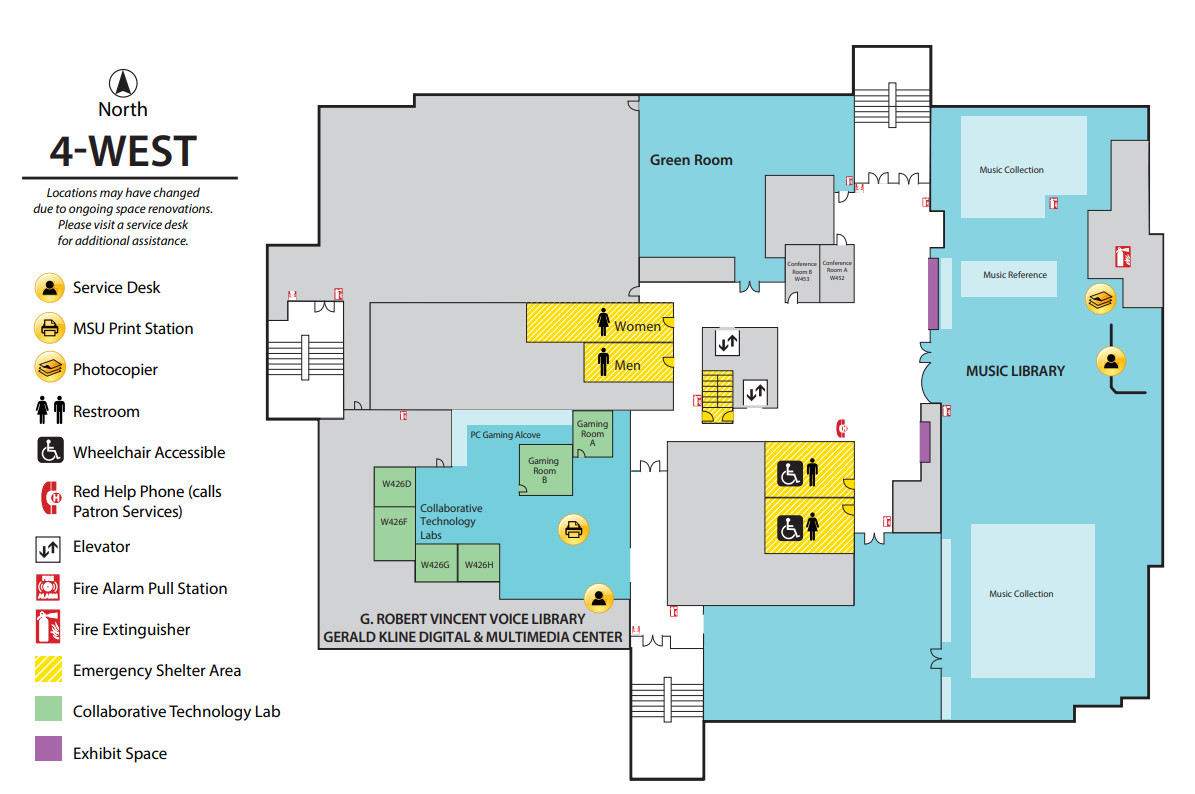 North
4-WEST
Locations may have changed
due to ongoing space renovations.
Please visit a service desk
for additional assistance.
Service Desk
MSU Print Station
Photocopier
Restroom
Wheelchair Accessible
Red Help Phone (calls
Patron Services)
Elevator
Fire Alarm Pull Station
Fire Extinguisher
Emergency Shelter Area
Collaborative Technology Lab
Exhibit Space
Green Room
Conference
Room B
W453
Conference
Room A
W452
Women
Men
PC Gaming Alcove
Gaming
Room
A
Gaming
Room
B
W426D
W426F
Collaborative
Technology
Labs
W426G
W426H
G. ROBERT VINCENT VOICE LIBRARY
GERALD KLINE DIGITAL & MULTIMEDIA CENTER
Music Collection
Music Reference
MUSIC LIBRARY
Music Collection